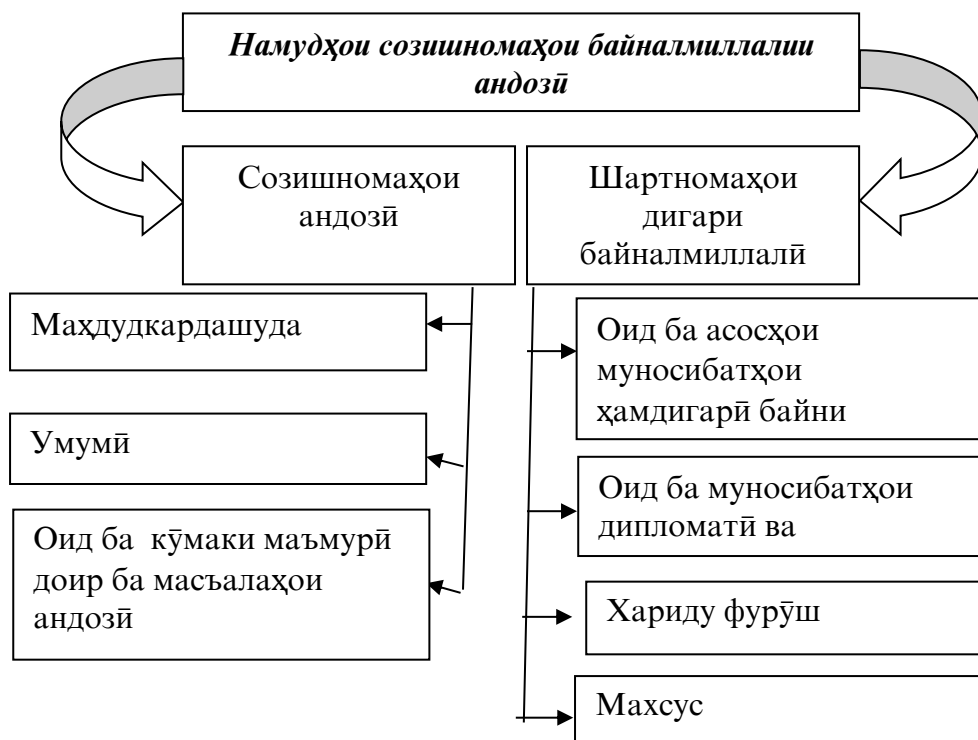 Намудҳои созишномаҳои байналмиллалии
андозӣ
Созишномаҳои
андозӣ
Шартномаҳои
дигари
байналмиллалӣ
Маҳдудкардашуда
Умумӣ
Оид ба кӯмаки маъмурӣ
доир ба масъалаҳои
андозӣ
Оид ба асосҳои
муносибатҳои
ҳамдигарӣ байни
Оид ба муносибатҳои
дипломатӣ ва
Хариду фурӯш
Махсус